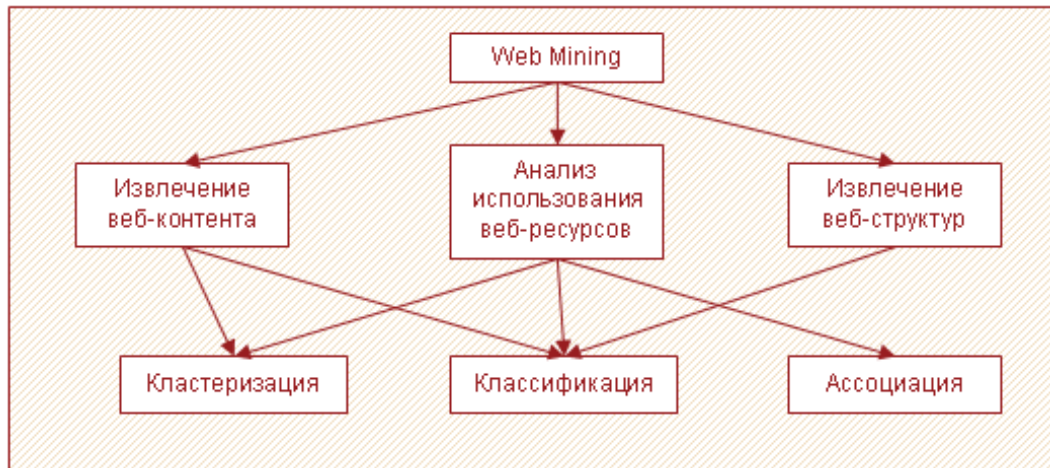 Web Mining
Извлечение
веб-контента
Анализ
использования
веб-ресурсов
Извлечение
веб-структур
Кластеризация
Классификация
Ассоциация